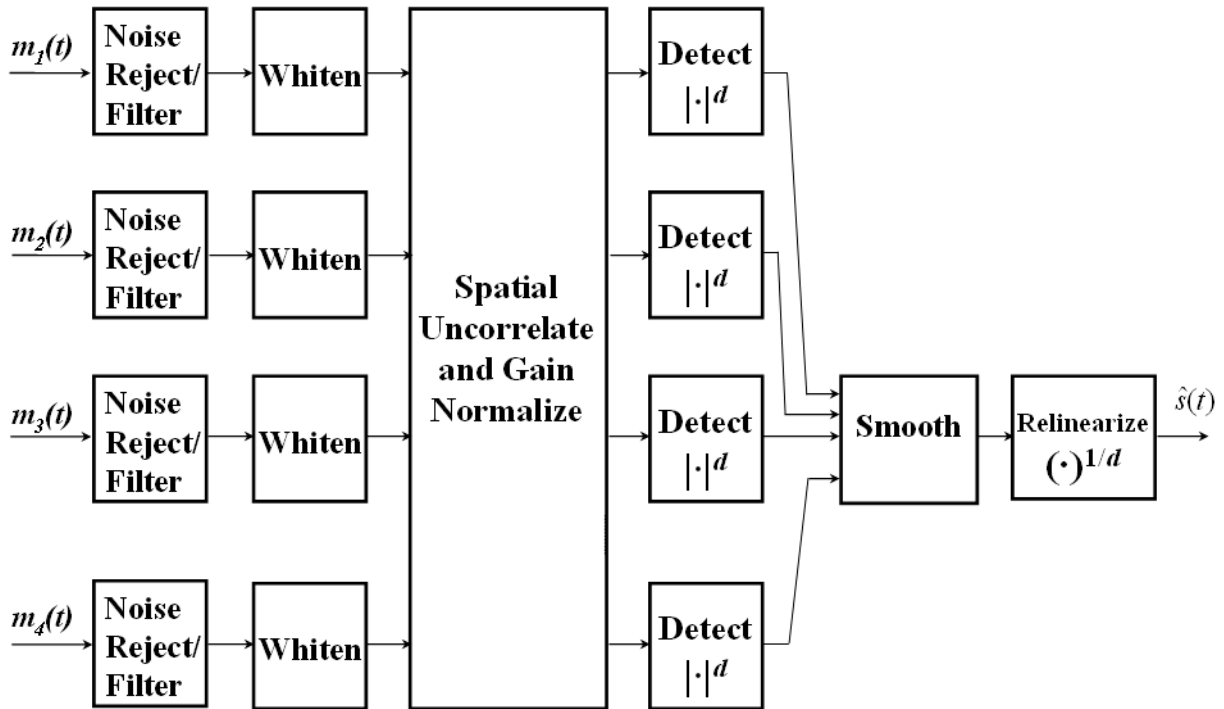 m1(t)
Noise
Reject/
Filter
Whiten
Detect
|·|^d
m2(t)
Noise
Reject/
Filter
Whiten
Detect
|·|^d
Spatial
Uncorrelate
and Gain
Normalize
m3(t)
Noise
Reject/
Filter
Whiten
Detect
|·|^d
Smooth
Relinearize
(·)^1/d
ŝ(t)
m4(t)
Noise
Reject/
Filter
Whiten
Detect
|·|^d